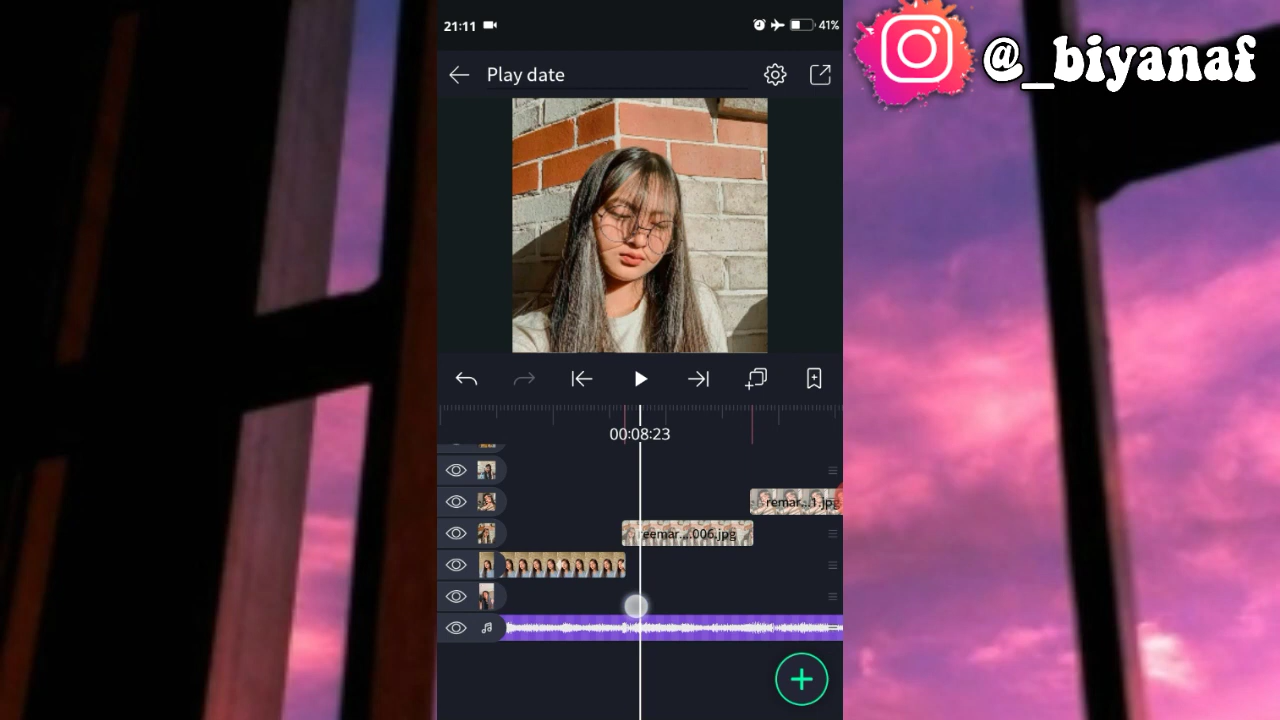 21:11
41%
@_biyanaf
Play date
00:08:23
remar...1.jpg
reemar...006.jpg